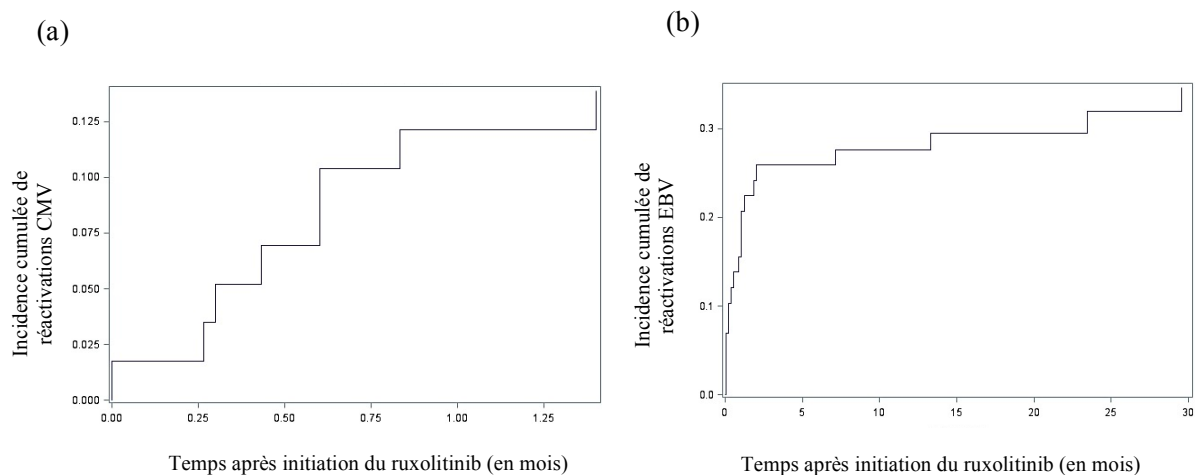 (a)
Incidence cumulée de
réactivations CMV
0.125
0.100
0.075
0.050
0.025
0.000
0.00 0.25 0.50 0.75 1.00 1.25
Temps après initiation du ruxolitinib (en mois)
(b)
Incidence cumulée de
réactivations EBV
0.3
0.2
0.1
0.0
0 5 10 15 20 25 30
Temps après initiation du ruxolitinib (en mois)